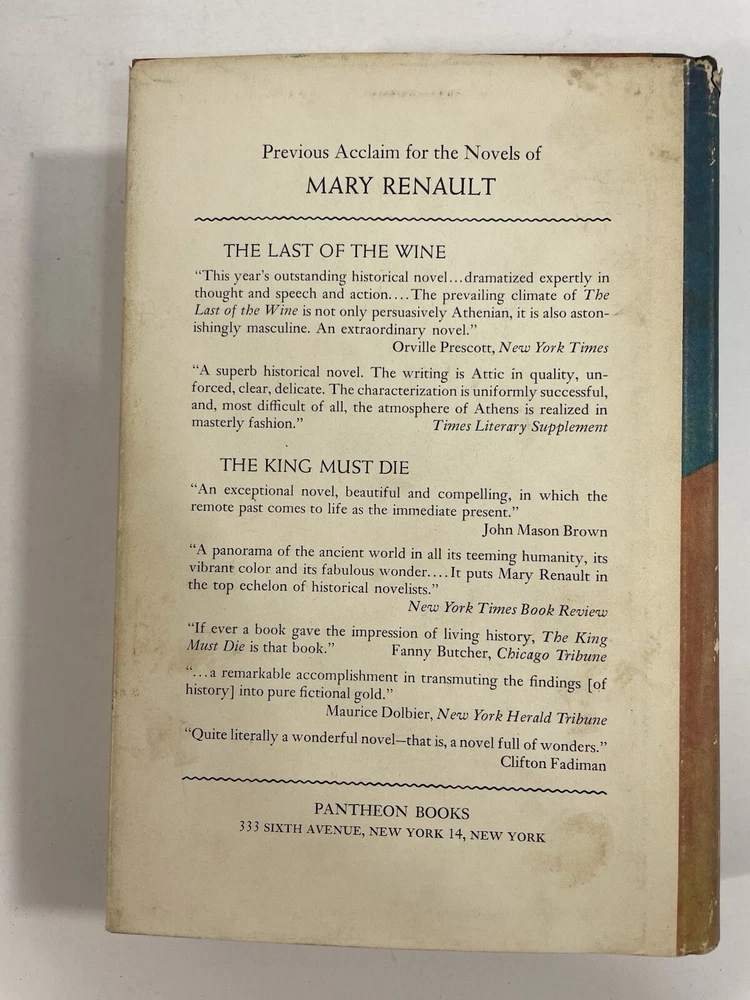 Previous Acclaim for the Novels of
MARY RENAULT
THE LAST OF THE WINE
“This year’s outstanding historical novel...dramatized expertly in
thought and speech and action....The prevailing climate of The
Last of the Wine is not only persuasively Athenian, it is also aston-
ishingly masculine. An extraordinary novel.”
Orville Prescott, New York Times
“A superb historical novel. The writing is Attic in quality, un-
forced, clear, delicate. The characterization is uniformly successful,
and, most difficult of all, the atmosphere of Athens is realized in
masterly fashion.” Times Literary Supplement
THE KING MUST DIE
“An exceptional novel, beautiful and compelling, in which the
remote past comes to life as the immediate present.”
John Mason Brown
“A panorama of the ancient world in all its teeming humanity, its
vibrant color and its fabulous wonder....It puts Mary Renault in
the top echelon of historical novelists.”
New York Times Book Review
“If ever a book gave the impression of living history, The King
Must Die is that book.” Fanny Butcher, Chicago Tribune
“...a remarkable accomplishment in transmuting the findings [of
history] into pure fictional gold.”
Maurice Dolbier, New York Herald Tribune
“Quite literally a wonderful novel—that is, a novel full of wonders.”
Clifton Fadiman
PANTHEON BOOKS
333 SIXTH AVENUE, NEW YORK 14, NEW YORK